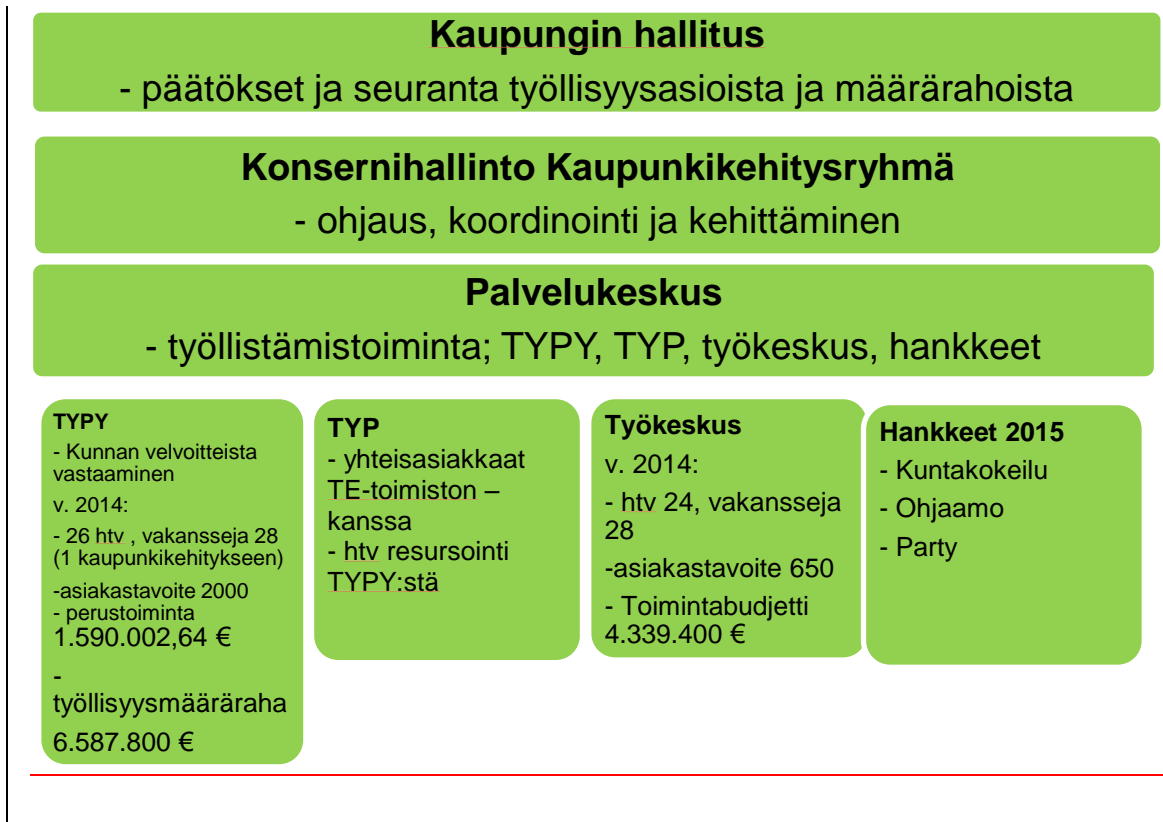 Kaupungin hallitus
- päätökset ja seuranta työllisyysasioista ja määrärahoista
Konsernihallinto Kaupunkikehitysryhmä
- ohjaus, koordinointi ja kehittäminen
Palvelukeskus
- työllistämistoiminta; TYPY, TYP, työkeskus, hankkeet
TYPY
- Kunnan velvoitteista
vastaaminen
v. 2014:
- 26 htv , vakansseja 28
(1 kaupunkikehitykseen)
-asiakastavoite 2000
- perustoiminta
1.590.002,64 €
-
työllisyysmääräraha
6.587.800 €
TYP
- yhteisasiakkaat
TE-toimiston –
kanssa
- htv resursointi
TYPY:stä
Työkeskus
v. 2014:
- htv 24, vakansseja
28
-asiakastavoite 650
- Toimintabudjetti
4.339.400 €
Hankkeet 2015
- Kuntakokeilu
- Ohjaamo
- Party